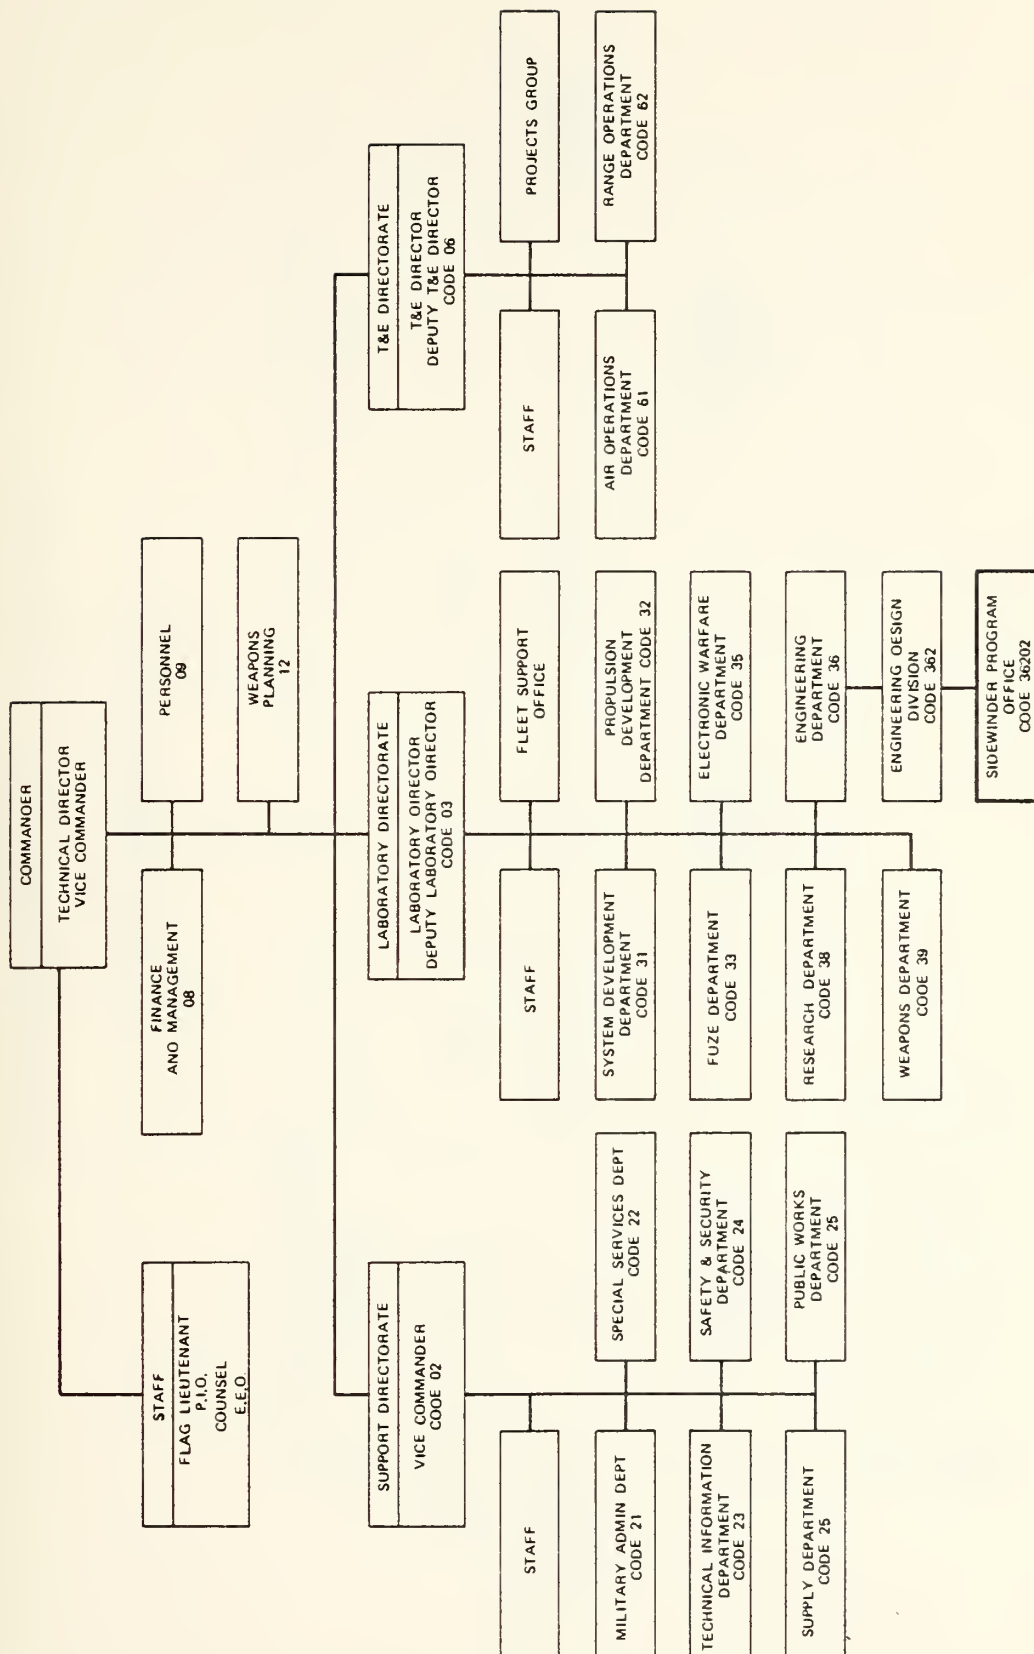 COMMANOER
TECHNICAL DIRECTOR
VICE COMMANDER
STAFF
FLAG LIEUTENANT
P.I.O.
COUNSEL
E.E.O.
FINANCE
ANO MANAGEMENT
08
PERSONNEL
09
WEAPONS
PLANNING
12
SUPPORT DIRECTORATE
VICE COMMANDER
COOE 02
LABORATORY DIRECTORATE
LABORATORY OIRECTOR
DEPUTY LABORATORY OIRECTOR
CODE 03
T&E DIRECTORATE
T&E DIRECTOR
DEPUTY T&E DIRECTOR
CODE 06
STAFF
MILITARY ADMIN DEPT
CODE 21
SPECIAL SERVICES DEPT
CODE 22
TECHNICAL INFORMATION
DEPARTMENT
CODE 23
SAFETY & SECURITY
DEPARTMENT
CODE 24
SUPPLY DEPARTMENT
CODE 25
PUBLIC WORKS
DEPARTMENT
CODE 25
STAFF
FLEET SUPPORT
OFFICE
SYSTEM DEVELOPMENT
DEPARTMENT
CODE 31
PROPULSION
DEVELOPMENT
DEPARTMENT CODE 32
FUZE DEPARTMENT
CODE 33
ELECTRONIC WARFARE
DEPARTMENT
CODE 35
RESEARCH DEPARTMENT
CODE 38
ENGINEERING
DEPARTMENT
CODE 36
WEAPONS DEPARTMENT
COOE 39
ENGINEERING OESIGN
DIVISION
CODE 362
SIDEWINDER PROGRAM
OFFICE
COOE 36202
STAFF
PROJECTS GROUP
AIR OPERATIONS
DEPARTMENT
CODE 61
RANGE OPERATIONS
DEPARTMENT
CODE 62